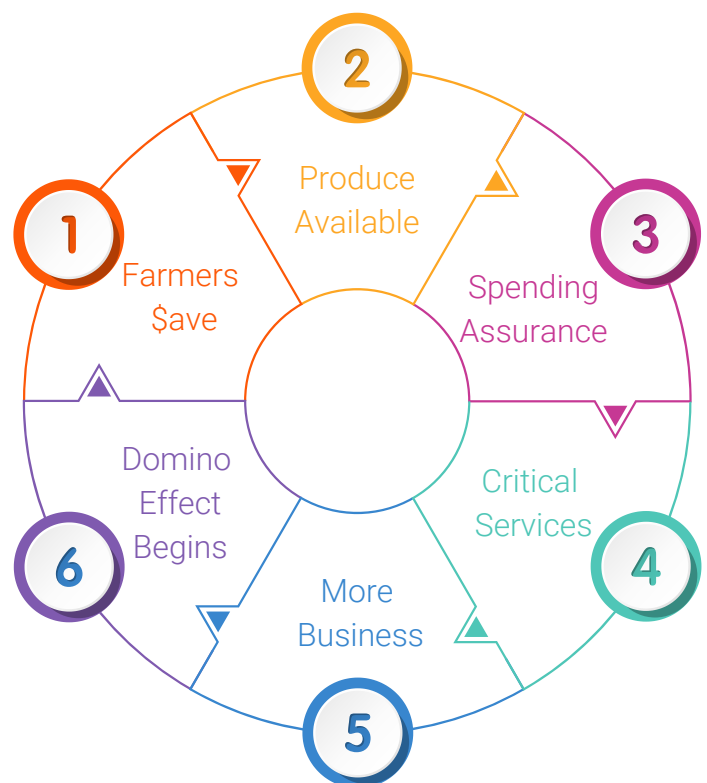 1
Farmers
$ave
2
Produce
Available
3
Spending
Assurance
4
Critical
Services
5
More
Business
6
Domino
Effect
Begins